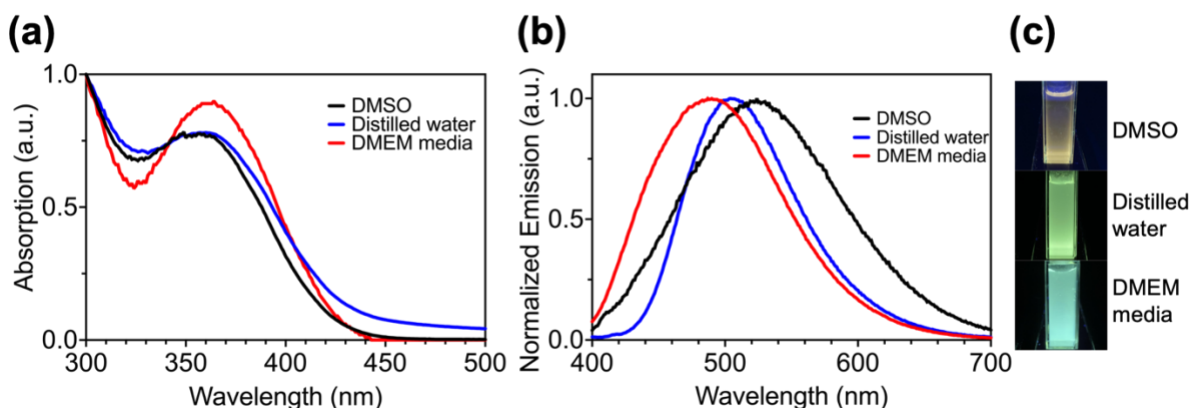 (a)
Absorption (a.u.)
1.0
0.5
0.0
DMSO
Distilled water
DMEM media
300
350
400
450
500
Wavelength (nm)
(b)
Normalized Emission (a.u.)
1.0
0.5
0.0
DMSO
Distilled water
DMEM media
400
500
600
700
Wavelength (nm)
(c)
DMSO
Distilled
water
DMEM
media